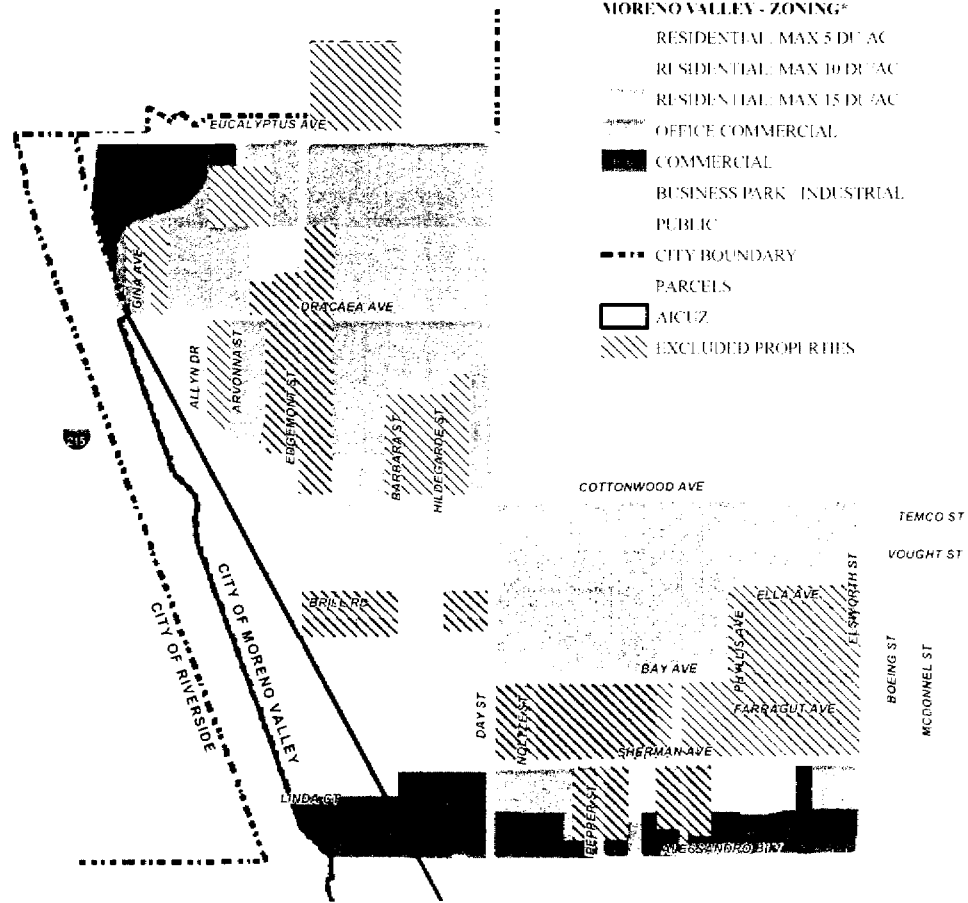 MORENO VALLEY - ZONING*
RESIDENTIAL: MAX 5 DU/AC
RESIDENTIAL: MAX 10 DU/AC
RESIDENTIAL: MAX 15 DU/AC
OFFICE COMMERCIAL
COMMERCIAL
BUSINESS PARK INDUSTRIAL
PUBLIC
CITY BOUNDARY
PARCELS
AICUZ
EXCLUDED PROPERTIES
EUCALYPTUS AVE
GINA AVE
DRACAEA AVE
ALLYN DR
ARVONNA ST
EDGEMONT ST
BARBARA ST
HILDEGARDE ST
215
COTTONWOOD AVE
TEMCO ST
VOUGHT ST
ELSWORTH ST
ELLA AVE
BRILL RD
CITY OF MORENO VALLEY
CITY OF RIVERSIDE
PHYLLIS AVE
BAY AVE
BOEING ST
MCDONNEL ST
DAY ST
FARRAGUT AVE
SHERMAN AVE
LINDA CT
PEPPER ST